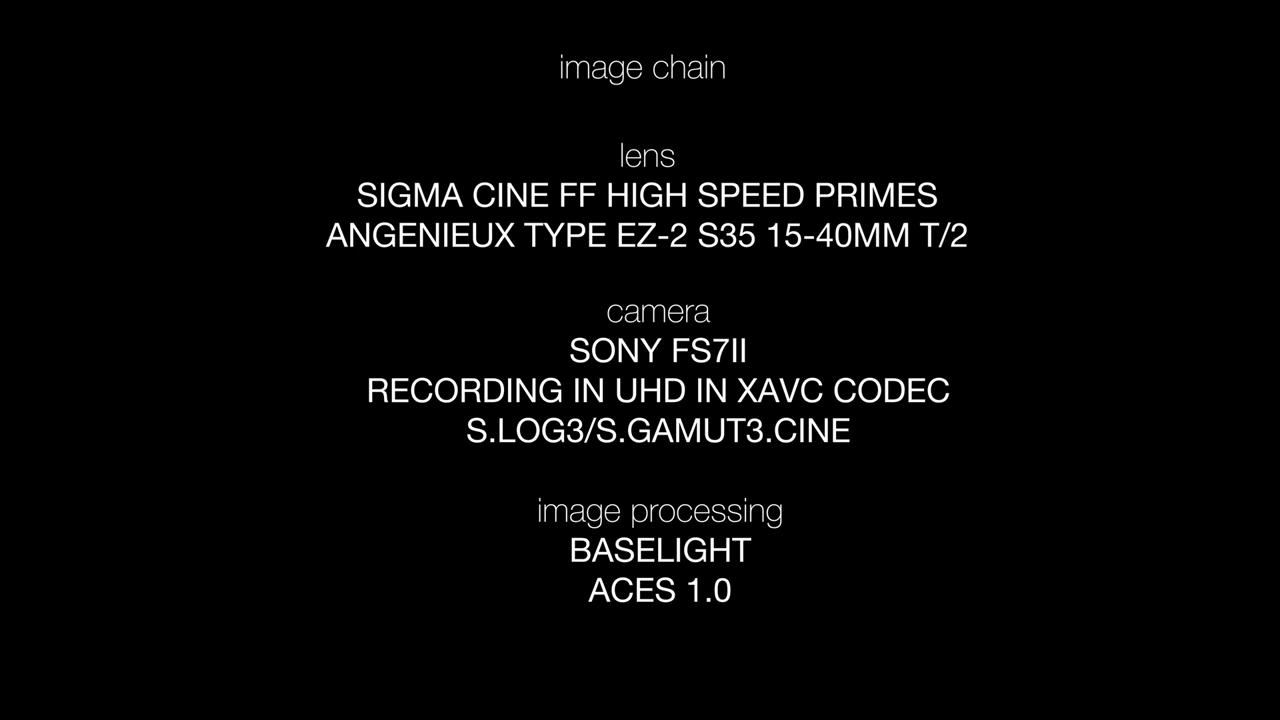 image chain
lens
SIGMA CINE FF HIGH SPEED PRIMES
ANGENIEUX TYPE EZ-2 S35 15-40MM T/2
camera
SONY FS7II
RECORDING IN UHD IN XAVC CODEC
S.LOG3/S.GAMUT3.CINE
image processing
BASELIGHT
ACES 1.0